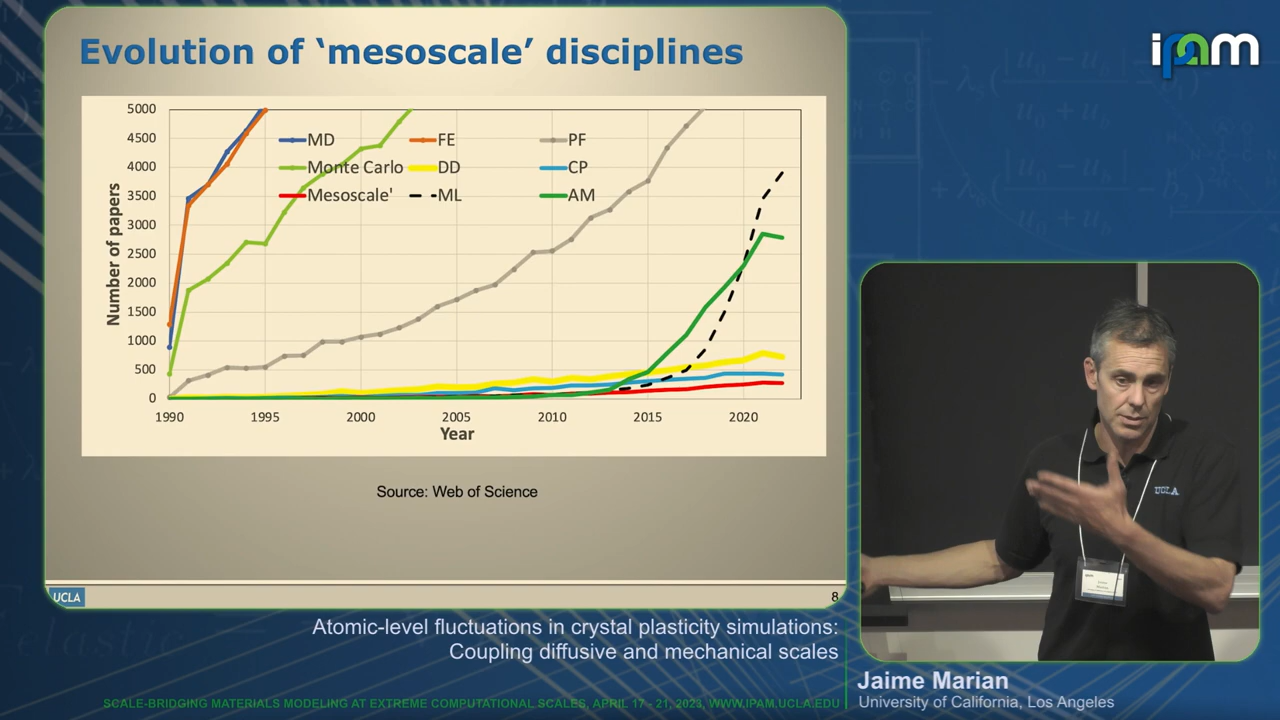 Evolution of ‘mesoscale’ disciplines
ipam
5000
4500
4000
3500
3000
2500
2000
1500
1000
500
0
Number of papers
MD FE PF
Monte Carlo DD CP
Mesoscale' ML AM
1990 1995 2000 2005 2010 2015 2020
Year
Source: Web of Science
UCLA
8
UCLA
Atomic-level fluctuations in crystal plasticity simulations:
Coupling diffusive and mechanical scales
Jaime Marian
University of California, Los Angeles
SCALE-BRIDGING MATERIALS MODELING AT EXTREME COMPUTATIONAL SCALES, APRIL 17 - 21, 2023, WWW.IPAM.UCLA.EDU
elastic